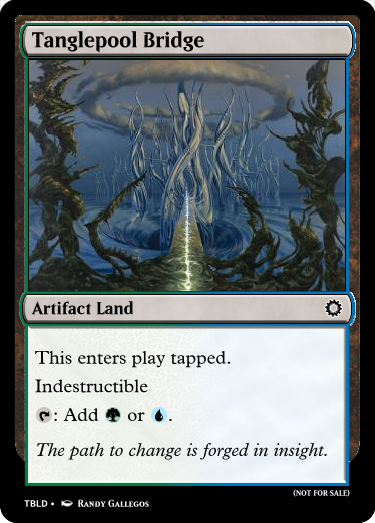 Tanglepool Bridge
Artifact Land
This enters play tapped.
Indestructible
: Add or .
The path to change is forged in insight.
(NOT FOR SALE)
TBLD • RANDY GALLEGOS